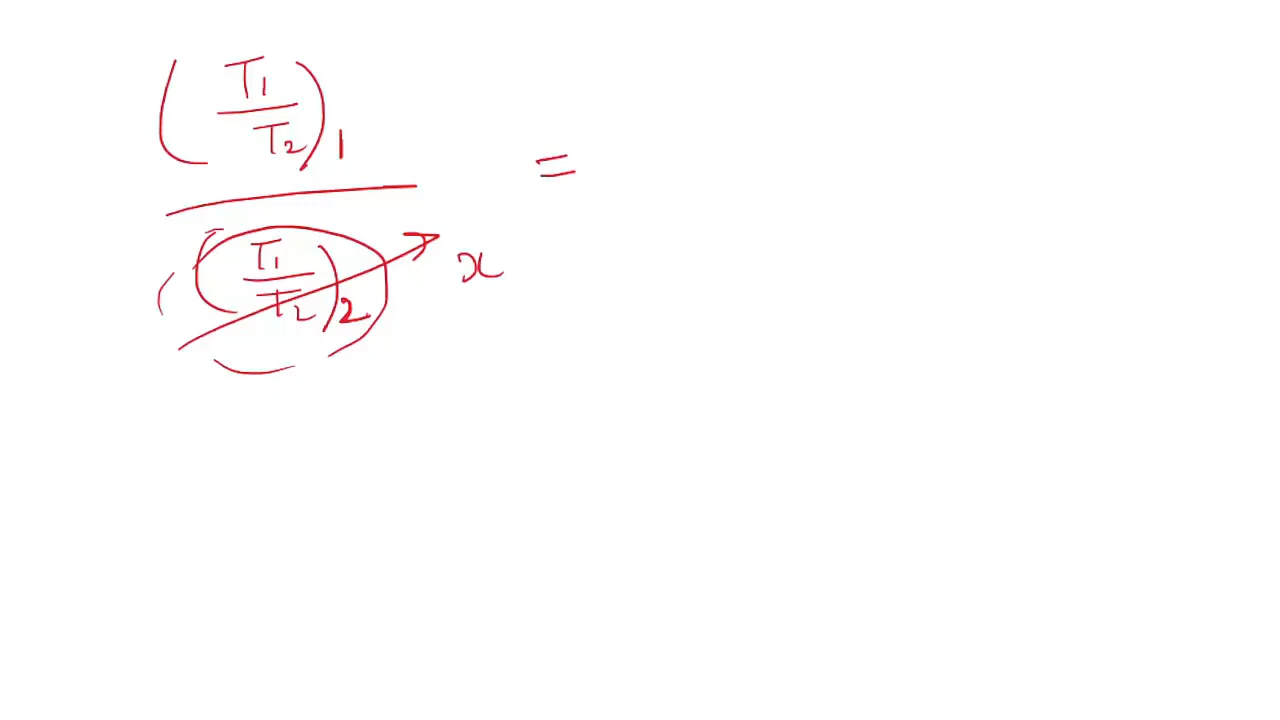 ( T1
T2 ) 1
=
( T1
T2 ) 2
x